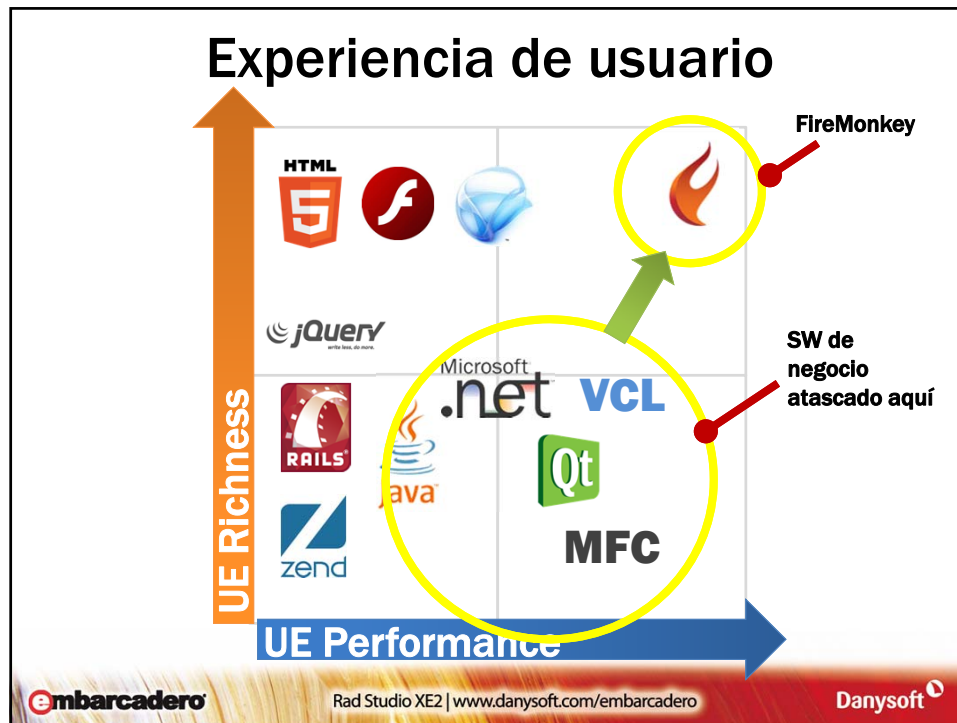 Experiencia de usuario
FireMonkey
HTML
5
f
jQuery
write less, do more.
SW de
negocio
atascado aquí
Microsoft
.net
VCL
RAILS
Java
Qt
zend
MFC
UE Richness
UE Performance
embarcadero
Rad Studio XE2 | www.danysoft.com/embarcadero
Danysoft